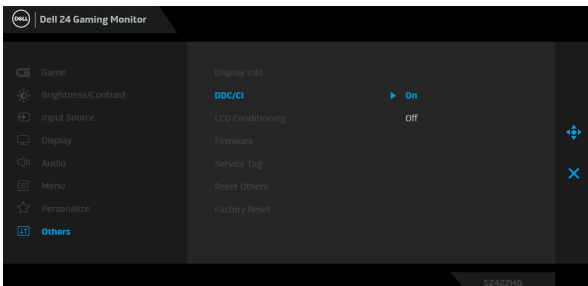 DELL
Dell 24 Gaming Monitor
Game
Brightness/Contrast
Input Source
Display
Audio
Menu
Personalize
Others
Display Info
DDC/CI
LCD Conditioning
Firmware
Service Tag
Reset Others
Factory Reset
On
Off
S2422HG